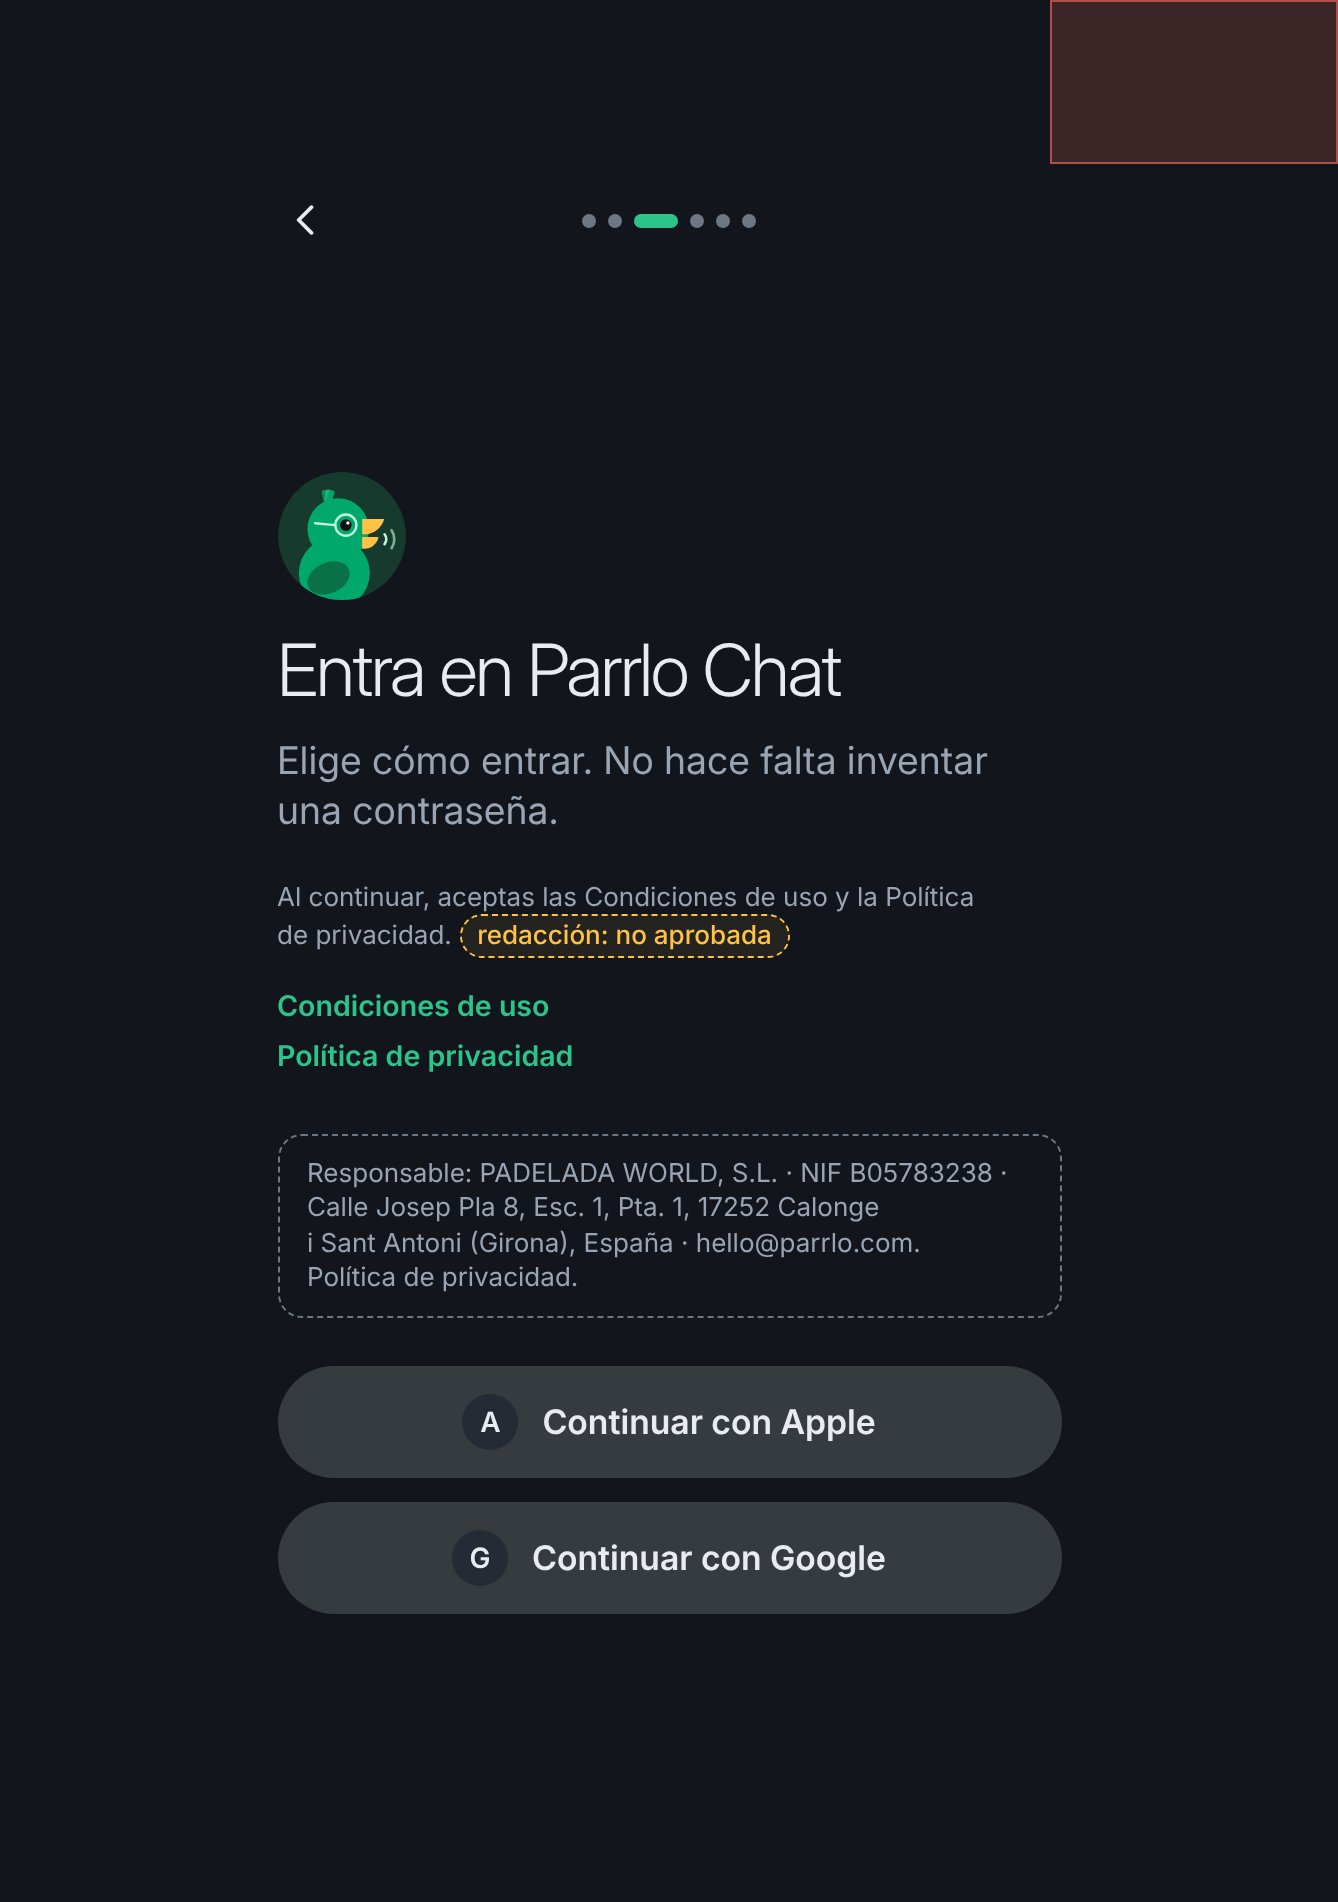 Entra en Parrlo Chat
Elige cómo entrar. No hace falta inventar
una contraseña.
Al continuar, aceptas las Condiciones de uso y la Política
de privacidad. redacción: no aprobada
Condiciones de uso
Política de privacidad
Responsable: PADELADA WORLD, S.L. · NIF B05783238 ·
Calle Josep Pla 8, Esc. 1, Pta. 1, 17252 Calonge
i Sant Antoni (Girona), España · hello@parrlo.com.
Política de privacidad.
A Continuar con Apple
G Continuar con Google